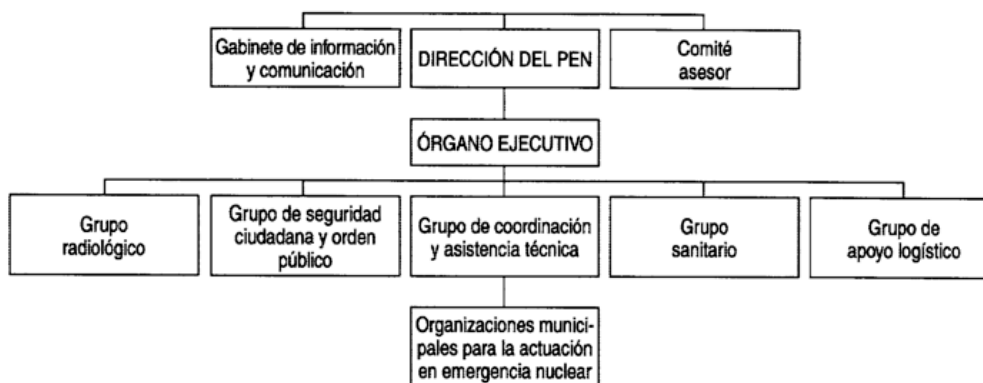 Gabinete de información
y comunicación
DIRECCIÓN DEL PEN
Comité
asesor
ÓRGANO EJECUTIVO
Grupo
radiológico
Grupo de seguridad
ciudadana y orden
público
Grupo de coordinación
y asistencia técnica
Grupo
sanitario
Grupo de
apoyo logístico
Organizaciones munici-
pales para la actuación
en emergencia nuclear